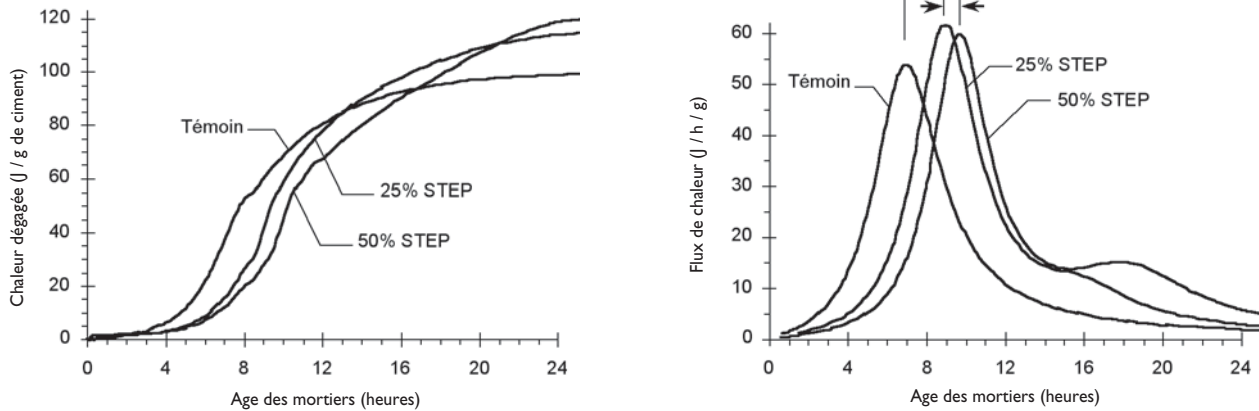 Chaleur dégagée (J / g de ciment)
120
100
80
60
40
20
0
Témoin
25% STEP
50% STEP
0 4 8 12 16 20 24
Age des mortiers (heures)
Flux de chaleur (J / h / g)
60
50
40
30
20
10
0
Témoin
25% STEP
50% STEP
0 4 8 12 16 20 24
Age des mortiers (heures)